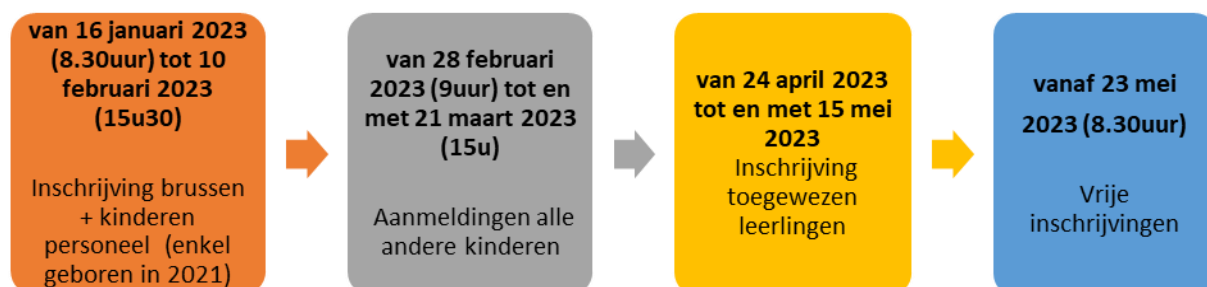 van 16 januari 2023
(8.30uur) tot 10
februari 2023
(15u30)
Inschrijving brussen
+ kinderen
personeel (enkel
geboren in 2021)
van 28 februari
2023 (9uur) tot en
met 21 maart 2023
(15u)
Aanmeldingen alle
andere kinderen
van 24 april 2023
tot en met 15 mei
2023
Inschrijving
toegewezen
leerlingen
vanaf 23 mei
2023 (8.30uur)
Vrije
inschrijvingen